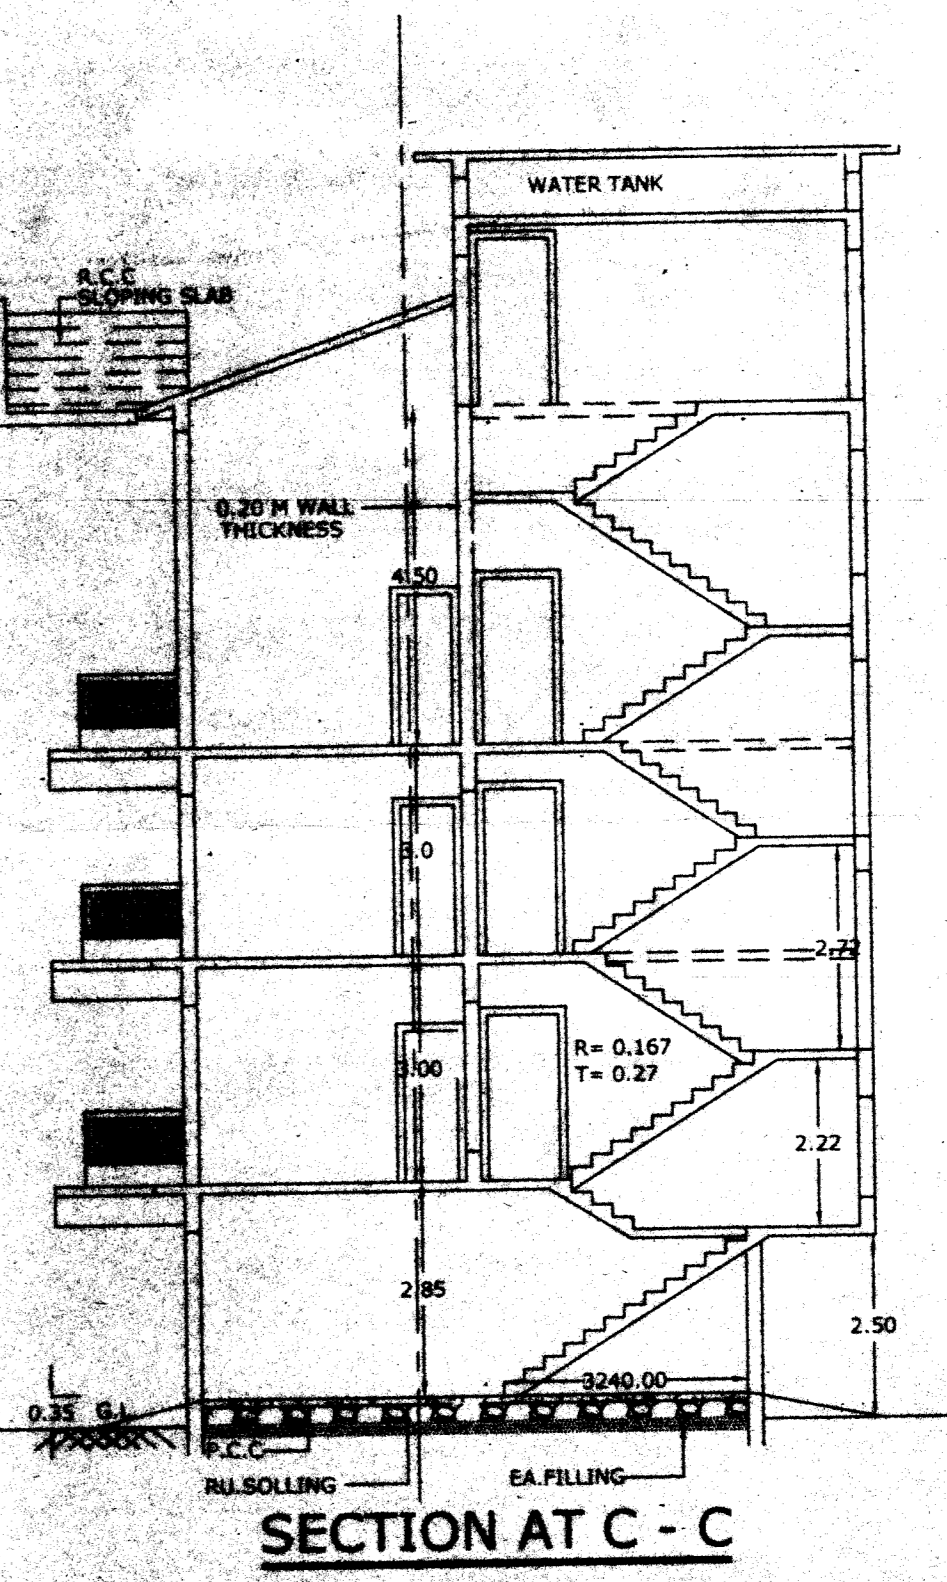 WATER TANK
R.C.C
SLOPING SLAB
0.20 M WALL
THICKNESS
4.50
3.0
2.72
R= 0.167
T= 0.27
3.00
2.22
2.85
2.50
3240.00
0.35 G.L
P.C.C
RU.SOLLING
EA.FILLING
SECTION AT C - C